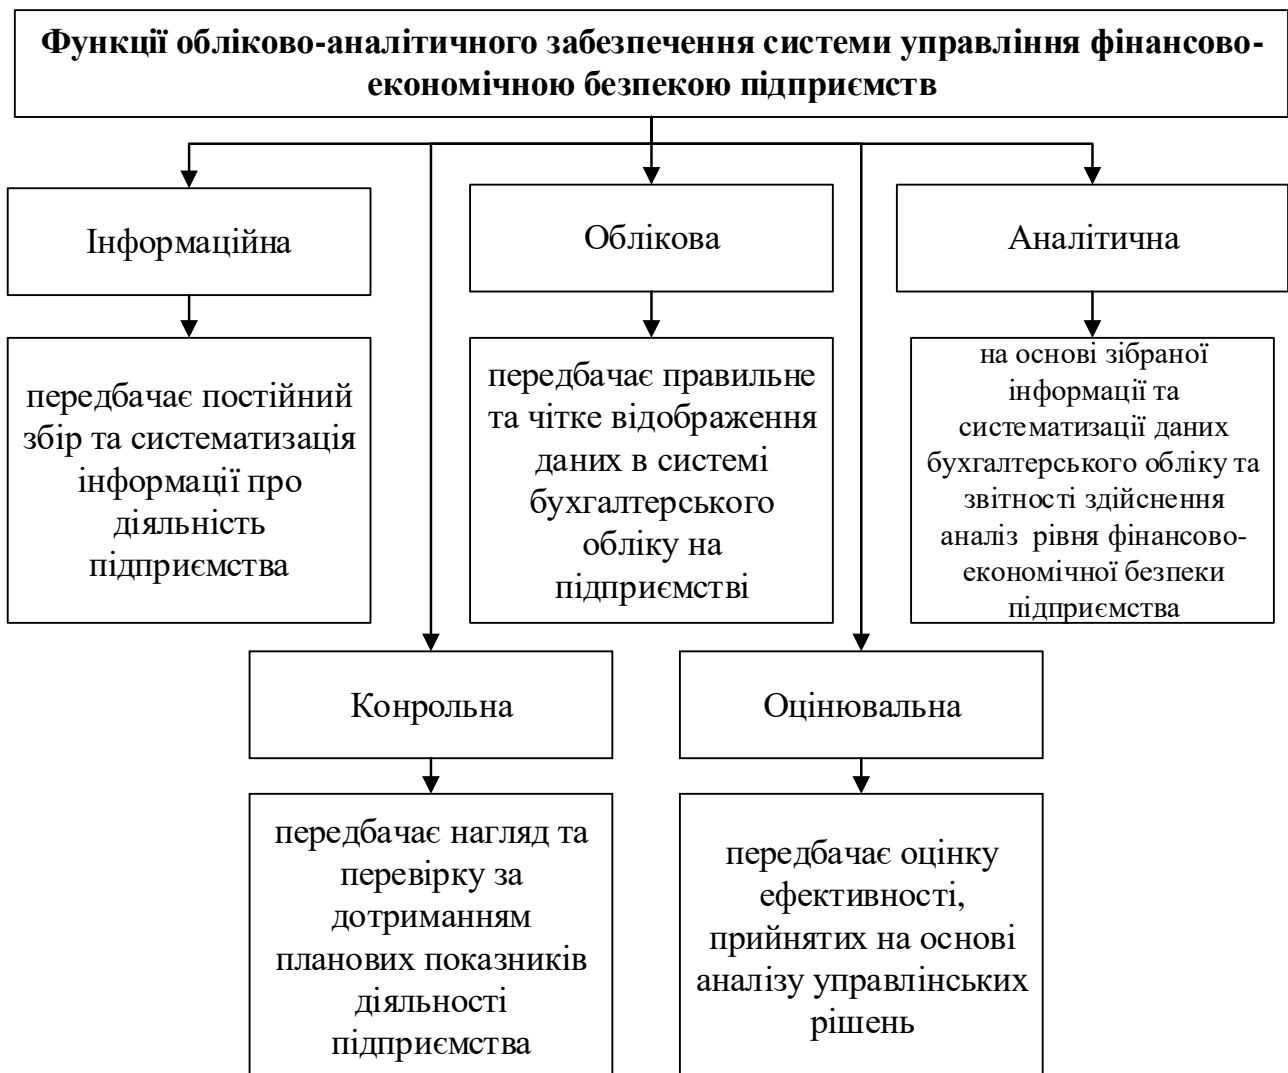 Функції обліково-аналітичного забезпечення системи управління фінансово-
економічною безпекою підприємств
Інформаційна
Облікова
Аналітична
передбачає постійний
збір та систематизація
інформації про
діяльність
підприємства
передбачає правильне
та чітке відображення
даних в системі
бухгалтерського
обліку на
підприємстві
на основі зібраної
інформації та
систематизації даних
бухгалтерського обліку та
звітності здійснення
аналіз рівня фінансово-
економічної безпеки
підприємства
Конрольна
Оцінювальна
передбачає нагляд та
перевірку за
дотриманням
планових показників
діяльності
підприємства
передбачає оцінку
ефективності,
прийнятих на основі
аналізу управлінських
рішень